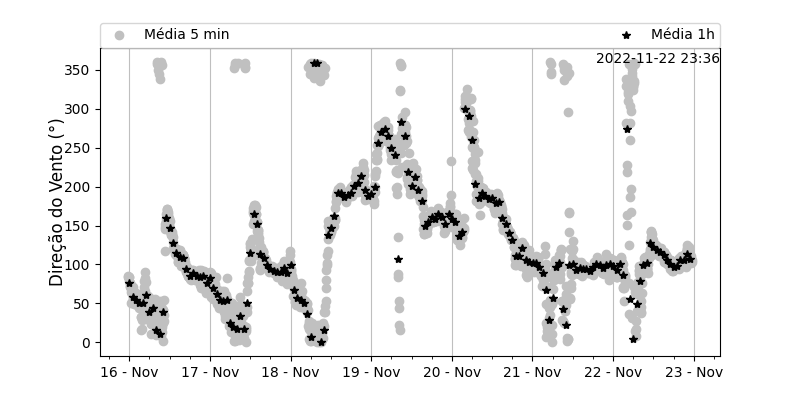 Média 5 min
Média 1h
2022-11-22 23:36
Direção do Vento (°)
350
300
250
200
150
100
50
0
16 - Nov
17 - Nov
18 - Nov
19 - Nov
20 - Nov
21 - Nov
22 - Nov
23 - Nov